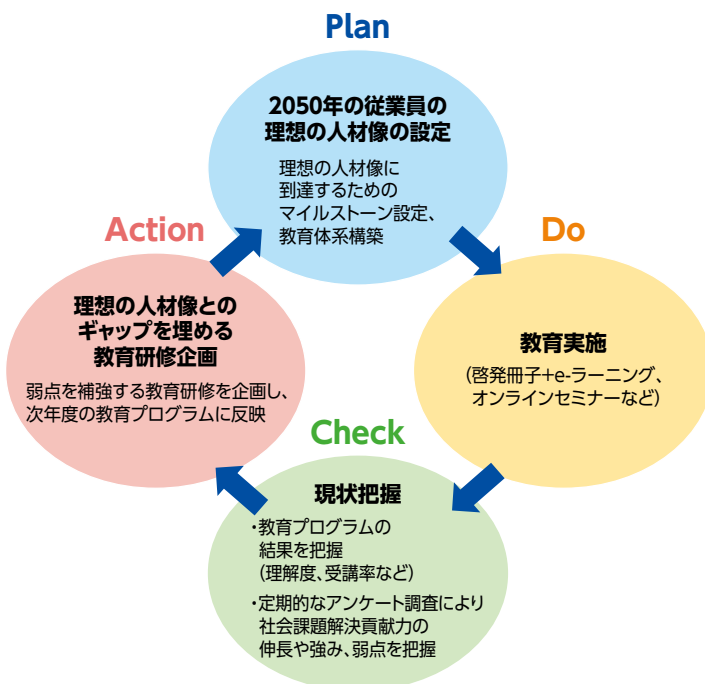 Plan
2050年の従業員の
理想の人材像の設定
理想の人材像に
到達するための
マイルストーン設定、
教育体系構築
Do
教育実施
(啓発冊子+e-ラーニング、
オンラインセミナーなど)
Check
現状把握
・教育プログラムの
結果を把握
(理解度、受講率など)
・定期的なアンケート調査により
社会課題解決貢献力の
伸長や強み、弱点を把握
Action
理想の人材像との
ギャップを埋める
教育研修企画
弱点を補強する教育研修を企画し、
次年度の教育プログラムに反映